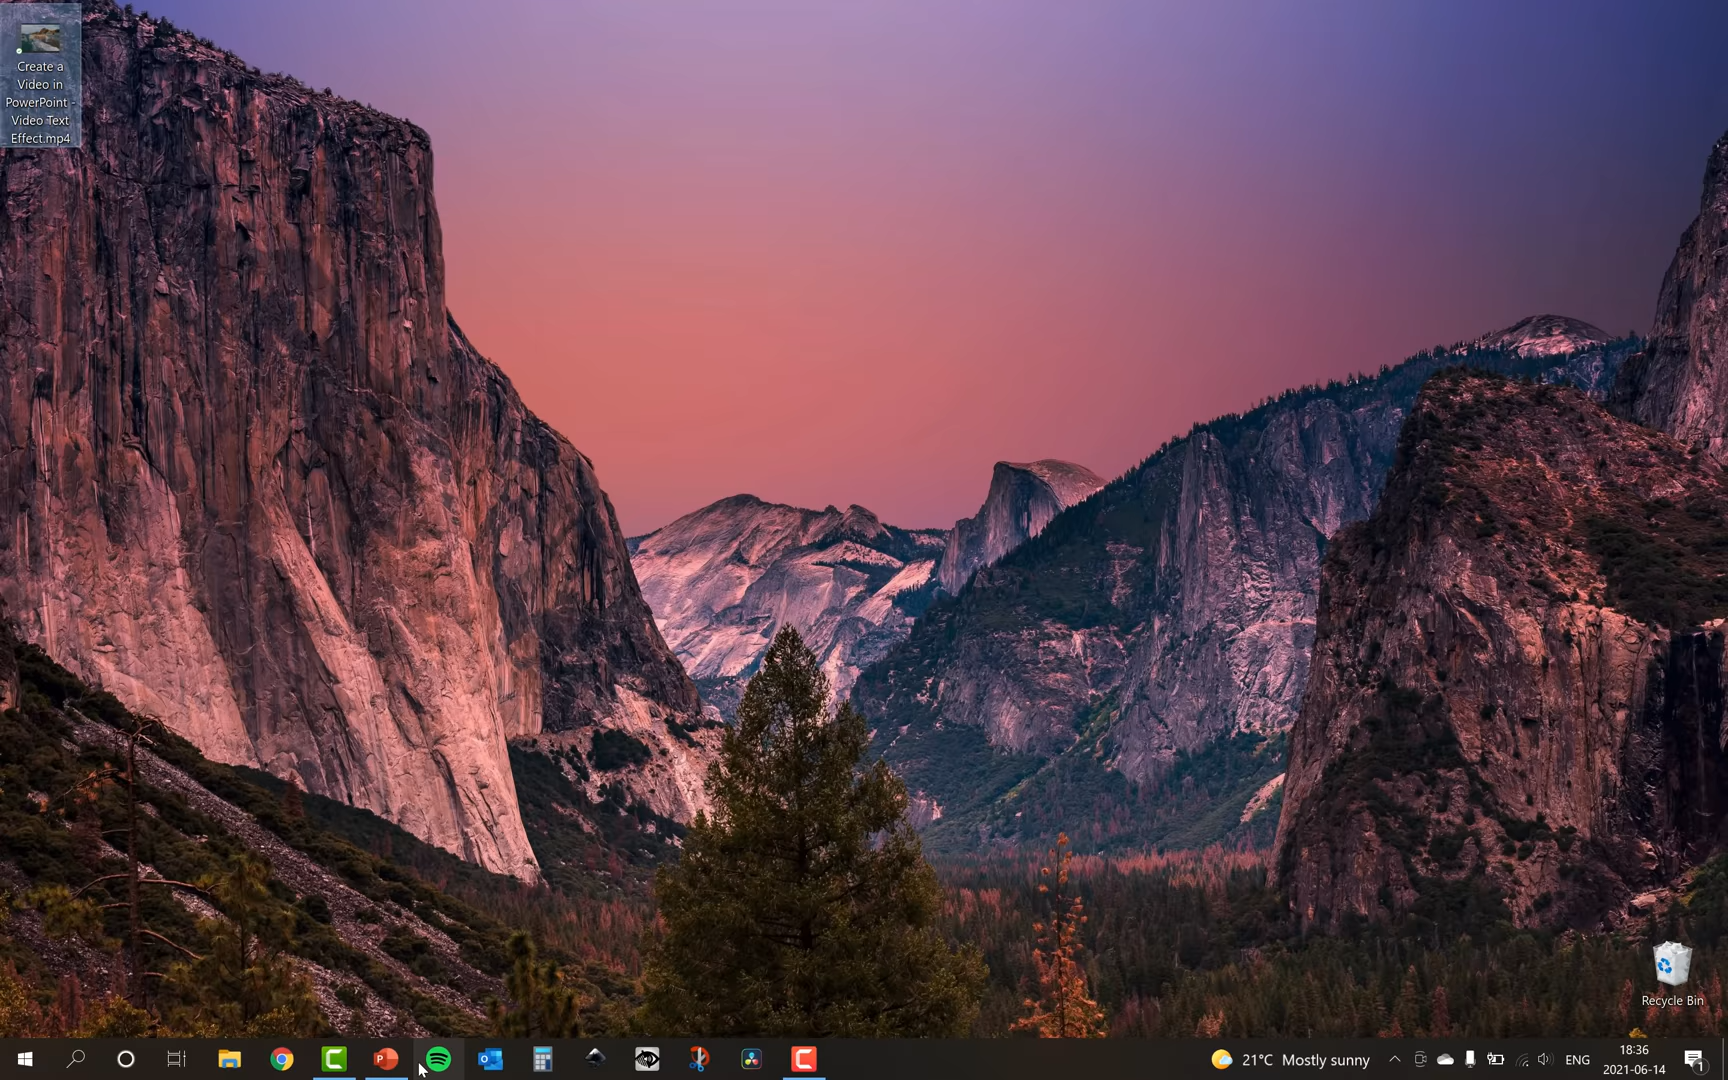 Create a
Video in
PowerPoint -
Video Text
Effect.mp4
Recycle Bin
21°C Mostly sunny
ENG
18:36
2021-06-14
1